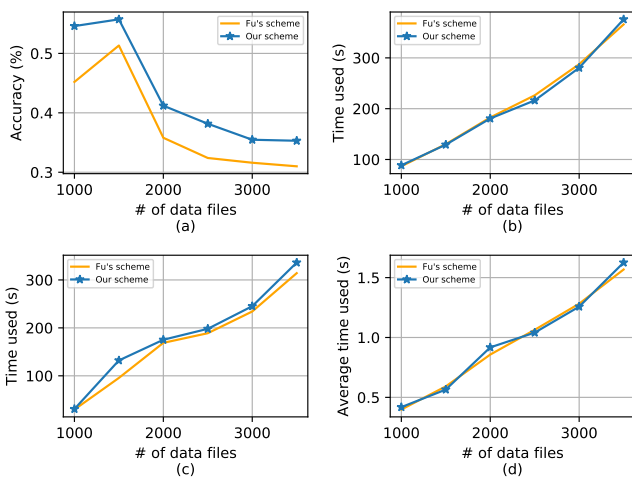 Fu's scheme
Our scheme
0.5
0.4
0.3
Accuracy (%)
1000
2000
3000
# of data files
(a)
Fu's scheme
Our scheme
300
200
100
Time used (s)
1000
2000
3000
# of data files
(b)
Fu's scheme
Our scheme
300
200
100
Time used (s)
1000
2000
3000
# of data files
(c)
Fu's scheme
Our scheme
1.5
1.0
0.5
Average time used (s)
1000
2000
3000
# of data files
(d)